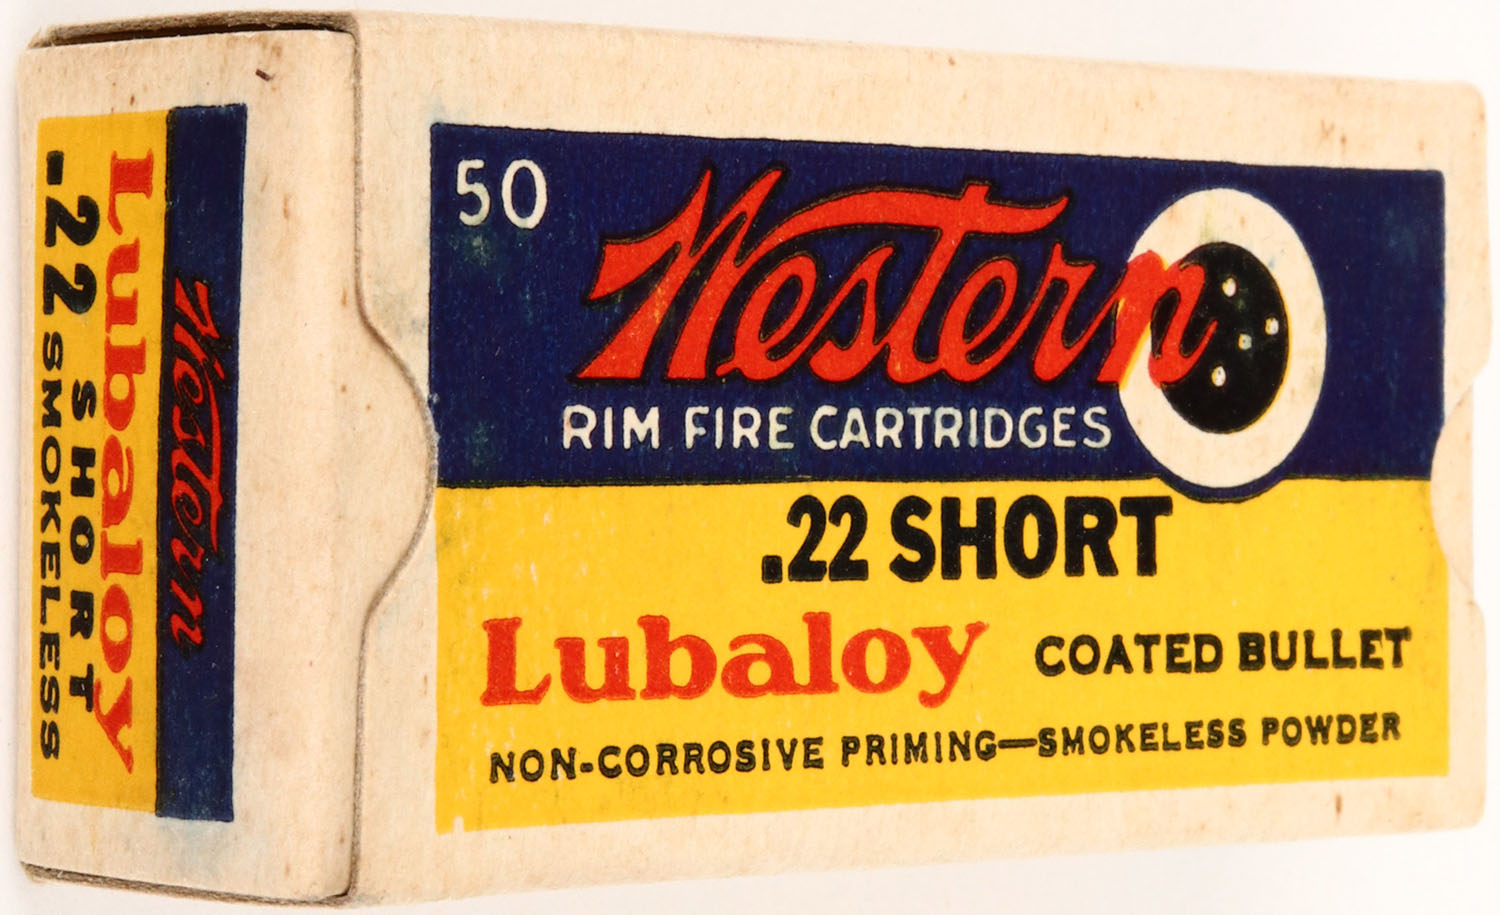 50
Western
RIM FIRE CARTRIDGES
.22 SHORT
Lubaloy COATED BULLET
NON-CORROSIVE PRIMING—SMOKELESS POWDER
Western
Lubaloy
.22 SHORT
.22 SMOKELESS